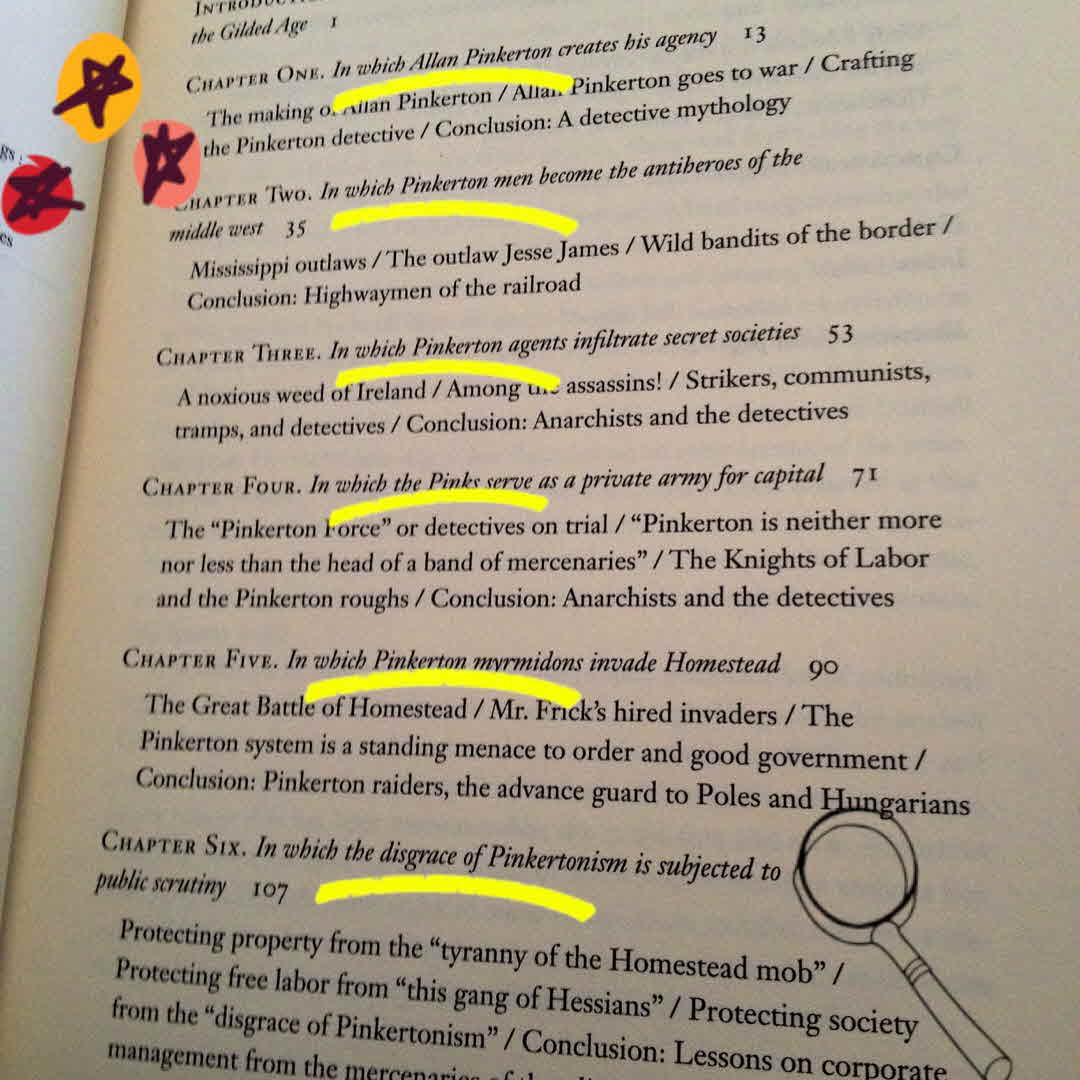 the Gilded Age 1
CHAPTER ONE. In which Allan Pinkerton creates his agency 13
The making Allan Pinkerton / Allan Pinkerton goes to war / Crafting
the Pinkerton detective / Conclusion: A detective mythology
CHAPTER TWO. In which Pinkerton men become the antiheroes of the
middle west 35
Mississippi outlaws / The outlaw Jesse James / Wild bandits of the border /
Conclusion: Highwaymen of the railroad
CHAPTER THREE. In which Pinkerton agents infiltrate secret societies 53
A noxious weed of Ireland / Among the assassins! / Strikers, communists,
tramps, and detectives / Conclusion: Anarchists and the detectives
CHAPTER FOUR. In which the Pinks serve as a private army for capital 71
The “Pinkerton Force” or detectives on trial / “Pinkerton is neither more
nor less than the head of a band of mercenaries” / The Knights of Labor
and the Pinkerton roughs / Conclusion: Anarchists and the detectives
CHAPTER FIVE. In which Pinkerton myrmidons invade Homestead 90
The Great Battle of Homestead / Mr. Frick’s hired invaders / The
Pinkerton system is a standing menace to order and good government /
Conclusion: Pinkerton raiders, the advance guard to Poles and Hungarians
CHAPTER SIX. In which the disgrace of Pinkertonism is subjected to
public scrutiny 107
Protecting property from the “tyranny of the Homestead mob” /
Protecting free labor from “this gang of Hessians” / Protecting society
from the “disgrace of Pinkertonism” / Conclusion: Lessons on corporate
management from the